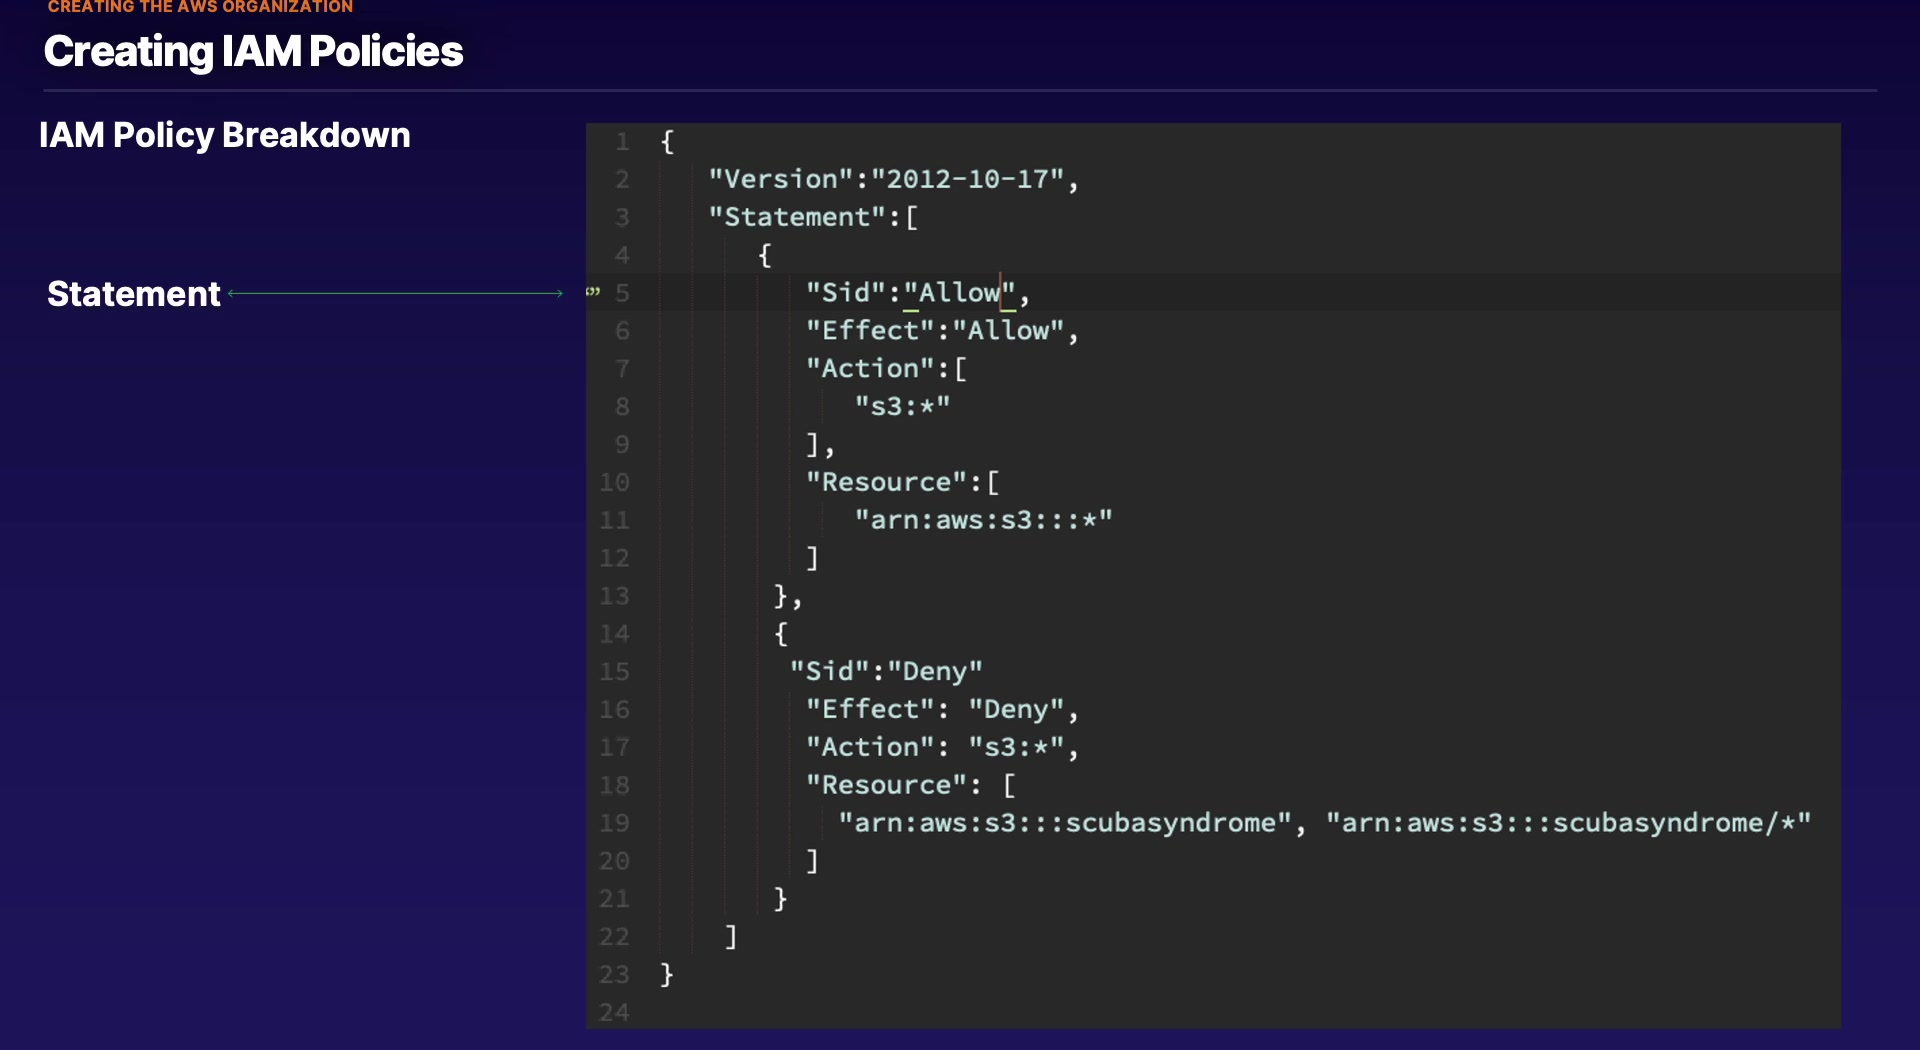 CREATING THE AWS ORGANIZATION
Creating IAM Policies
IAM Policy Breakdown
Statement
1 {
2 "Version":"2012-10-17",
3 "Statement":[
4 {
5 "Sid":"Allow",
6 "Effect":"Allow",
7 "Action":[
8 "s3:*"
9 ],
10 "Resource":[
11 "arn:aws:s3:::*"
12 ]
13 },
14 {
15 "Sid":"Deny"
16 "Effect": "Deny",
17 "Action": "s3:*",
18 "Resource": [
19 "arn:aws:s3:::scubasyndrome", "arn:aws:s3:::scubasyndrome/*"
20 ]
21 }
22 ]
23 }
24